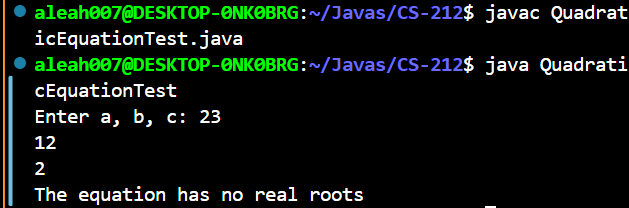 aleah007@DESKTOP-0NK0BRG:~/Javas/CS-212$ javac Quadrat
icEquationTest.java
aleah007@DESKTOP-0NK0BRG:~/Javas/CS-212$ java Quadrati
cEquationTest
Enter a, b, c: 23
12
2
The equation has no real roots